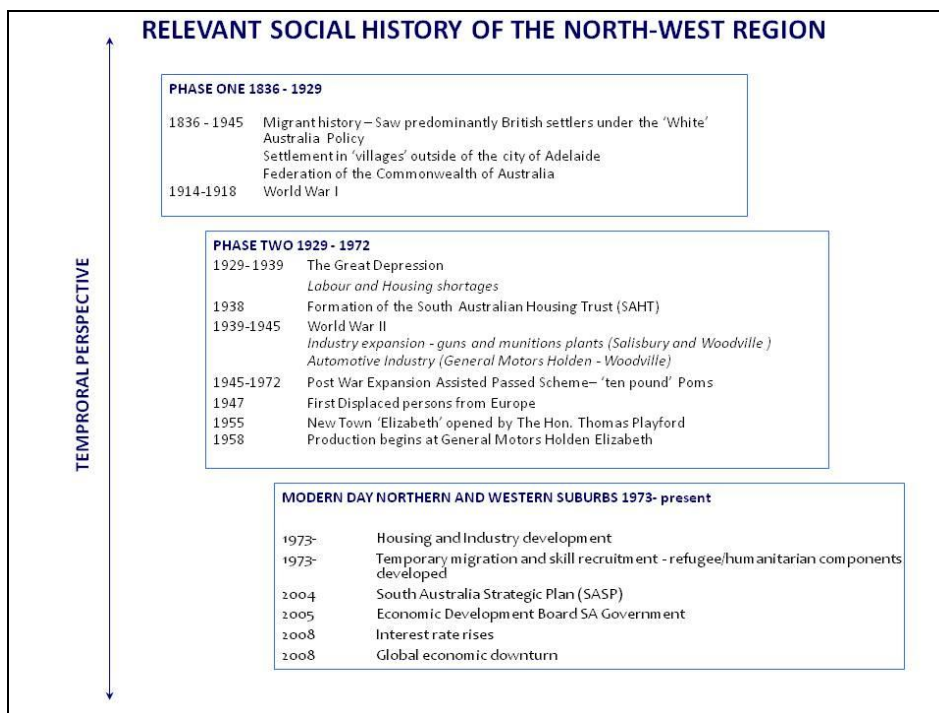 RELEVANT SOCIAL HISTORY OF THE NORTH-WEST REGION
TEMPRORAL PERSPECTIVE
PHASE ONE 1836 - 1929
1836 - 1945 Migrant history – Saw predominantly British settlers under the ‘White’
Australia Policy
Settlement in ‘villages’ outside of the city of Adelaide
Federation of the Commonwealth of Australia
1914-1918 World War I
PHASE TWO 1929 - 1972
1929- 1939 The Great Depression
Labour and Housing shortages
1938 Formation of the South Australian Housing Trust (SAHT)
1939-1945 World War II
Industry expansion - guns and munitions plants (Salisbury and Woodville )
Automotive Industry (General Motors Holden - Woodville)
1945-1972 Post War Expansion Assisted Passed Scheme– ‘ten pound’ Poms
1947 First Displaced persons from Europe
1955 New Town ‘Elizabeth’ opened by The Hon. Thomas Playford
1958 Production begins at General Motors Holden Elizabeth
MODERN DAY NORTHERN AND WESTERN SUBURBS 1973- present
1973- Housing and Industry development
1973- Temporary migration and skill recruitment - refugee/humanitarian components
developed
2004 South Australia Strategic Plan (SASP)
2005 Economic Development Board SA Government
2008 Interest rate rises
2008 Global economic downturn